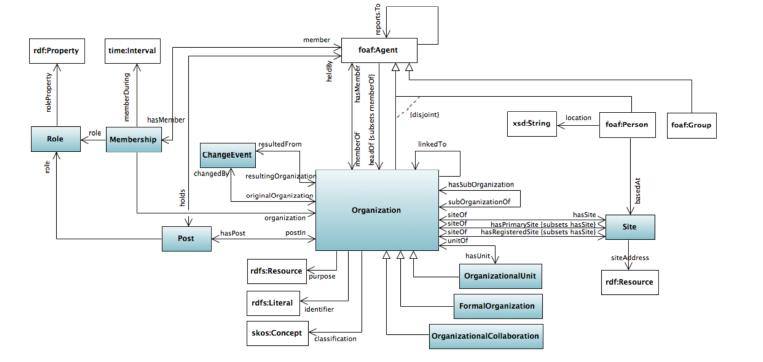 reports.To
member
rdf:Property
time:Interval
foaf:Agent
heldBy
roleProperty
memberDuring
hasMember
headOf {subsets memberOf}
memberOf
{disjoint}
hasMember
location
xsd:String
foaf:Person
foaf:Group
Role
role
Membership
resultedFrom
linkedTo
ChangeEvent
changedBy
resultingOrganization
role
holds
hasSubOrganization
basedAt
originalOrganization
subOrganizationOf
Organization
organization
siteOf
hasSite
siteOf
hasPrimarySite {subsets hasSite}
Site
siteOf
hasRegisteredSite {subsets hasSite}
Post
hasPost
postIn
unitOf
hasUnit
siteAddress
rdfs:Resource
purpose
OrganizationalUnit
rdf:Resource
rdfs:Literal
identifier
FormalOrganization
skos:Concept
classification
OrganizationalCollaboration